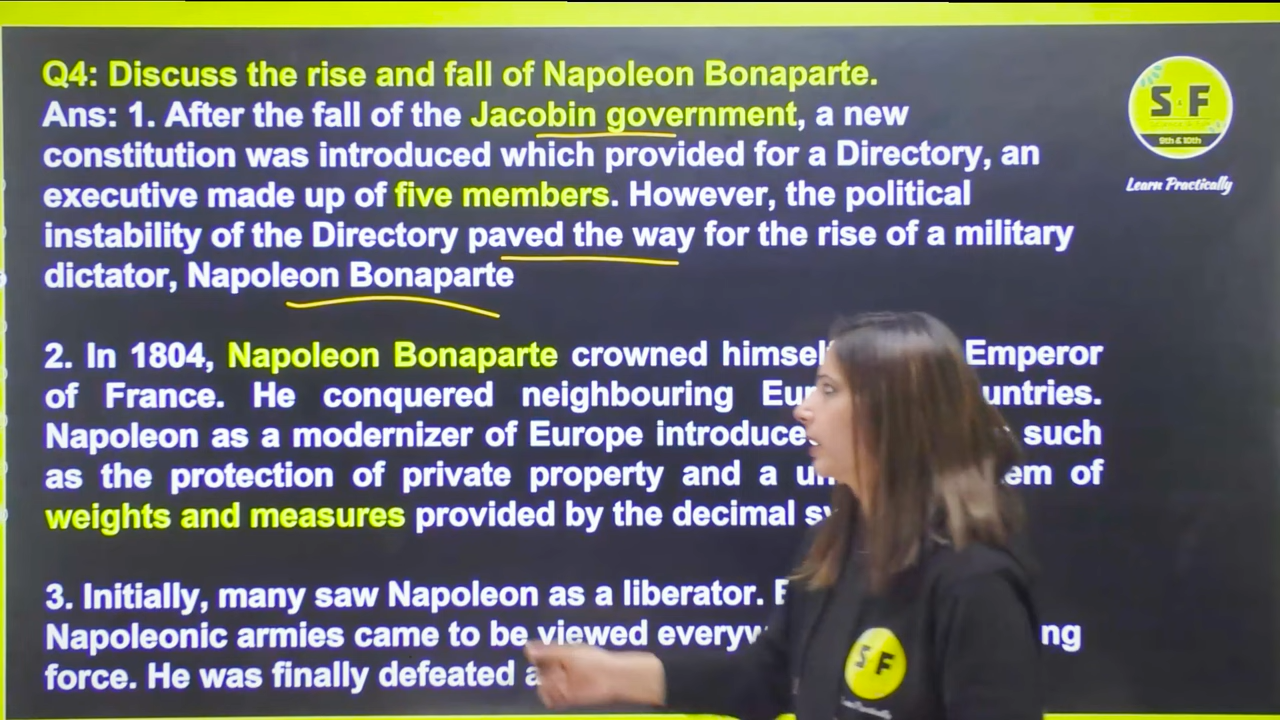 Q4: Discuss the rise and fall of Napoleon Bonaparte.
Ans: 1. After the fall of the Jacobin government, a new
constitution was introduced which provided for a Directory, an
executive made up of five members. However, the political
instability of the Directory paved the way for the rise of a military
dictator, Napoleon Bonaparte
2. In 1804, Napoleon Bonaparte crowned Emperor
of France. He conquered neighbouring
Napoleon as a modernizer of Europe such
as the protection of private property and a of
weights and measures provided by the decimal
3. Initially, many saw Napoleon as a liberator.
Napoleonic armies came to be viewed
force. He was finally defeated
S F
9th & 10th
Learn Practically
S F